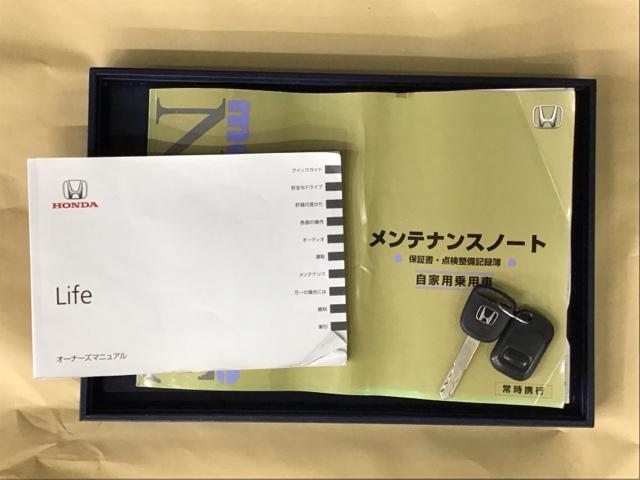 HONDA
Life
オーナーズマニュアル
クイックガイド
安全なドライブ
計器の見かた
各部の操作
オーディオ
運転
メンテナンス
万一の場合には
資料
索引
メンテナンスノート
保証書・点検整備記録簿
自家用乗用車
常時携行